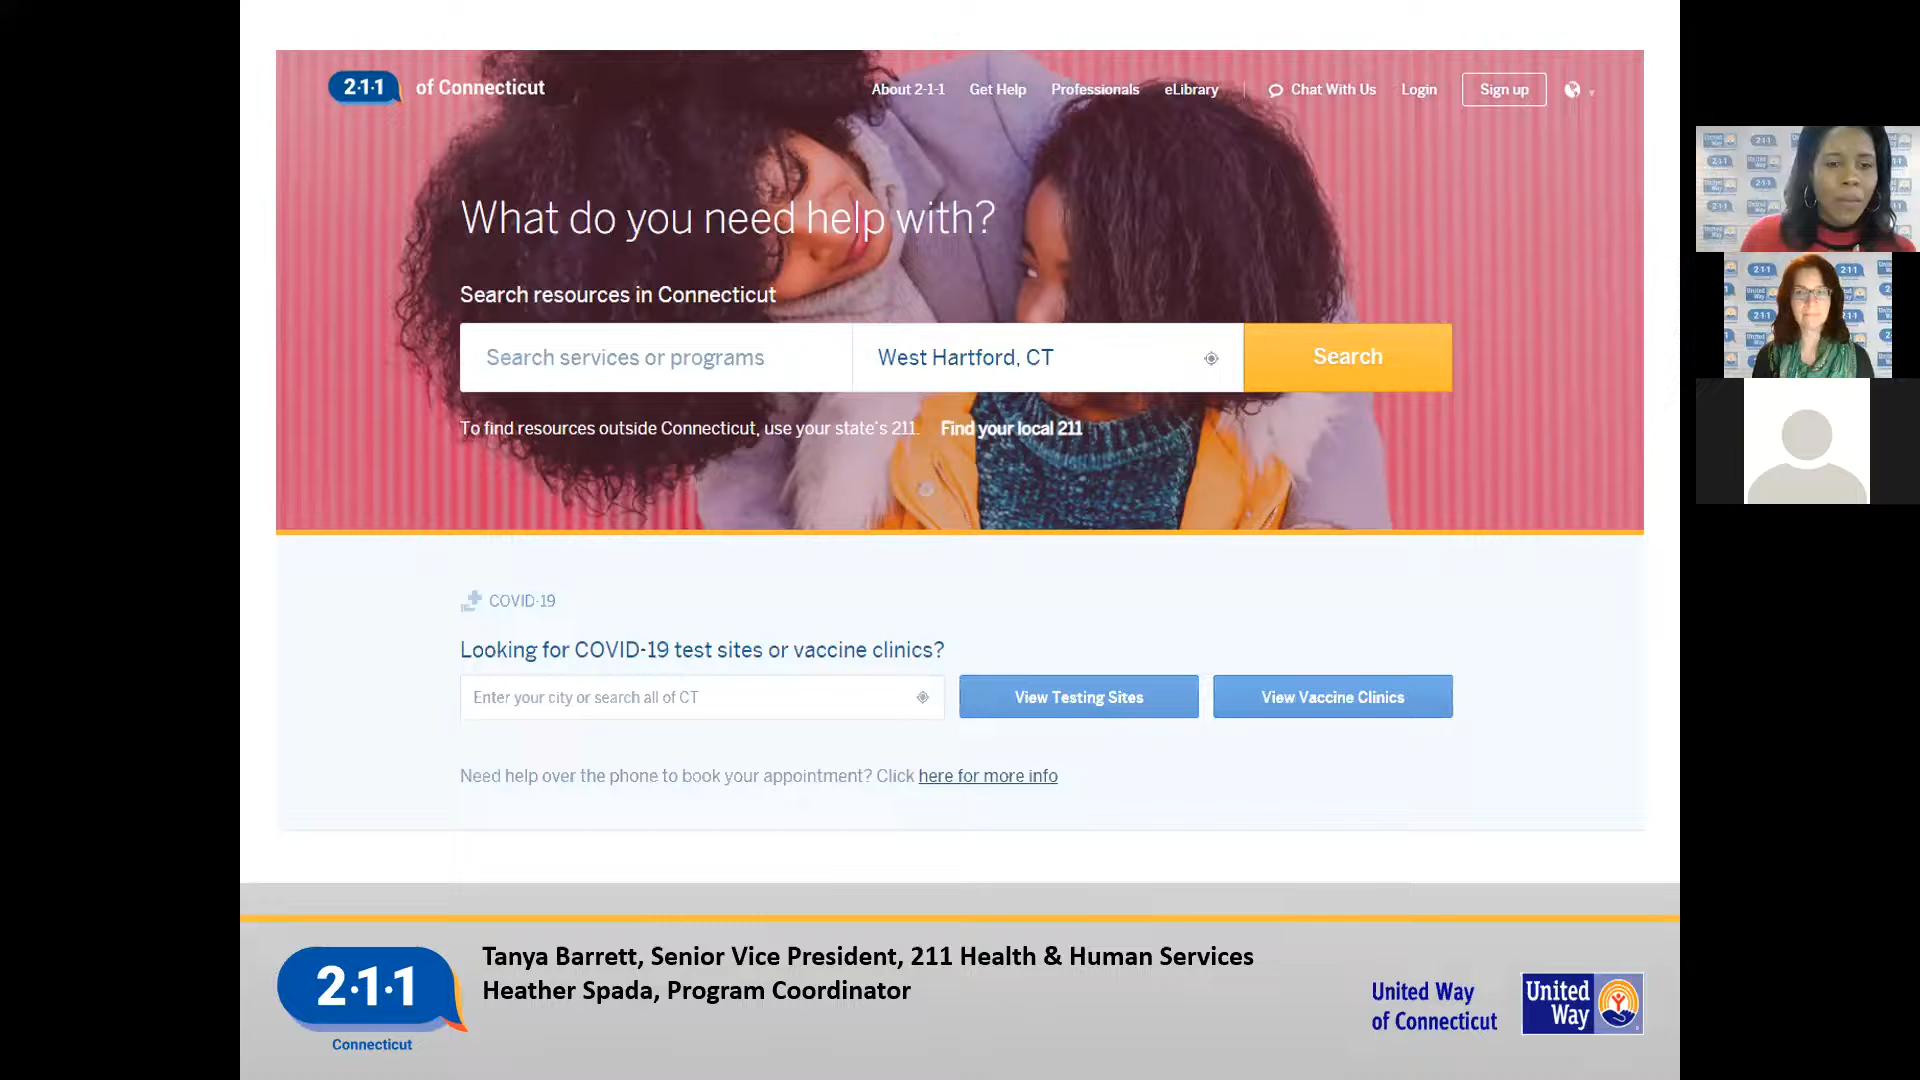 2·1·1 of Connecticut
About 2-1-1 Get Help Professionals eLibrary Chat With Us Login Sign up
What do you need help with?
Search resources in Connecticut
Search services or programs West Hartford, CT Search
To find resources outside Connecticut, use your state's 211. Find your local 211
COVID-19
Looking for COVID-19 test sites or vaccine clinics?
Enter your city or search all of CT View Testing Sites View Vaccine Clinics
Need help over the phone to book your appointment? Click here for more info
2·1·1
Connecticut
Tanya Barrett, Senior Vice President, 211 Health & Human Services
Heather Spada, Program Coordinator
United Way
of Connecticut
United
Way